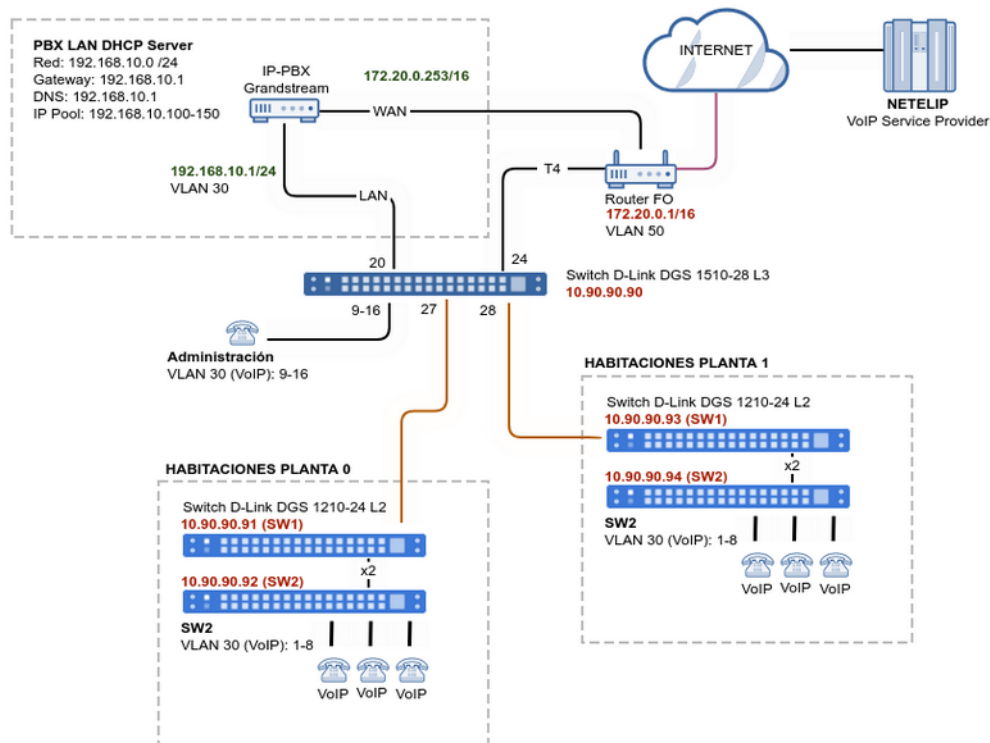 PBX LAN DHCP Server
Red: 192.168.10.0 /24
Gateway: 192.168.10.1
DNS: 192.168.10.1
IP Pool: 192.168.10.100-150
IP-PBX
Grandstream
172.20.0.253/16
WAN
192.168.10.1/24
VLAN 30
LAN
INTERNET
NETELIP
VoIP Service Provider
T4
Router FO
172.20.0.1/16
VLAN 50
20
24
Switch D-Link DGS 1510-28 L3
10.90.90.90
9-16
27
28
Administración
VLAN 30 (VoIP): 9-16
HABITACIONES PLANTA 1
Switch D-Link DGS 1210-24 L2
10.90.90.93 (SW1)
x2
10.90.90.94 (SW2)
SW2
VLAN 30 (VoIP): 1-8
VoIP
VoIP
VoIP
HABITACIONES PLANTA 0
Switch D-Link DGS 1210-24 L2
10.90.90.91 (SW1)
x2
10.90.90.92 (SW2)
SW2
VLAN 30 (VoIP): 1-8
VoIP
VoIP
VoIP